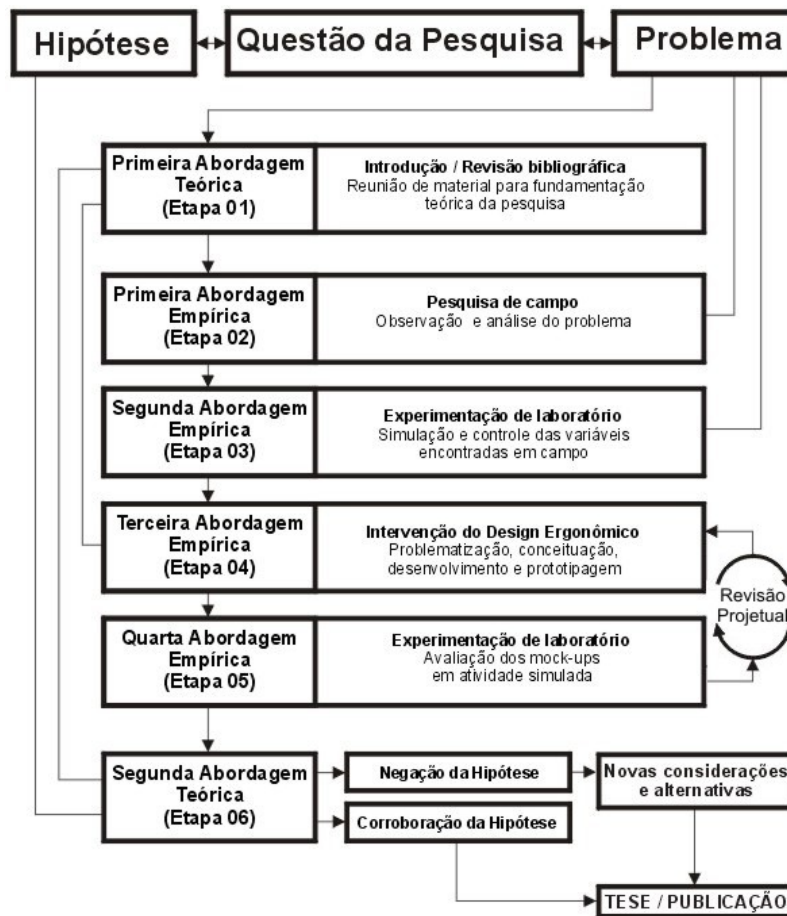 Hipótese
Questão da Pesquisa
Problema
Primeira Abordagem
Teórica
(Etapa 01)
Introdução / Revisão bibliográfica
Reunião de material para fundamentação
teórica da pesquisa
Primeira Abordagem
Empírica
(Etapa 02)
Pesquisa de campo
Observação e análise do problema
Segunda Abordagem
Empírica
(Etapa 03)
Experimentação de laboratório
Simulação e controle das variáveis
encontradas em campo
Terceira Abordagem
Empírica
(Etapa 04)
Intervenção do Design Ergonômico
Problematização, conceituação,
desenvolvimento e prototipagem
Revisão
Projetual
Quarta Abordagem
Empírica
(Etapa 05)
Experimentação de laboratório
Avaliação dos mock-ups
em atividade simulada
Segunda Abordagem
Teórica
(Etapa 06)
Negação da Hipótese
Novas considerações
e alternativas
Corroboração da Hipótese
TESE / PUBLICAÇÃO